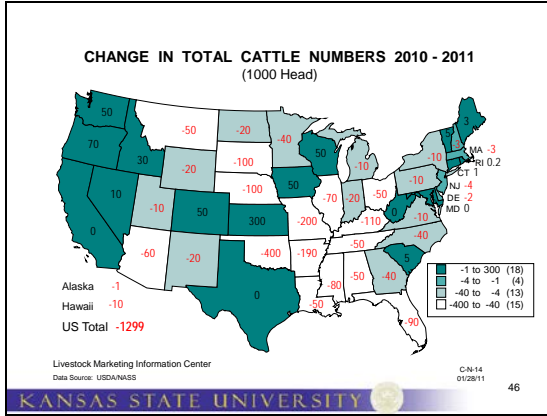 CHANGE IN TOTAL CATTLE NUMBERS 2010 - 2011
(1000 Head)
50
-50
-20
-40
3
5
-3
MA -3
70
30
-20
-100
50
-10
-10
RI 0.2
CT 1
-100
50
-10
NJ -4
10
-10
50
300
-200
-70
-20
-50
0
DE -2
MD 0
0
-110
-10
-60
-20
-400
-190
-50
-40
5
0
-50
-80
-50
-40
-90
Alaska -1
Hawaii -10
US Total -1299
-1 to 300 (18)
-4 to -1 (4)
-40 to -4 (13)
-400 to -40 (15)
Livestock Marketing Information Center
Data Source: USDA/NASS
C-N-14
01/28/11
46
KANSAS STATE UNIVERSITY